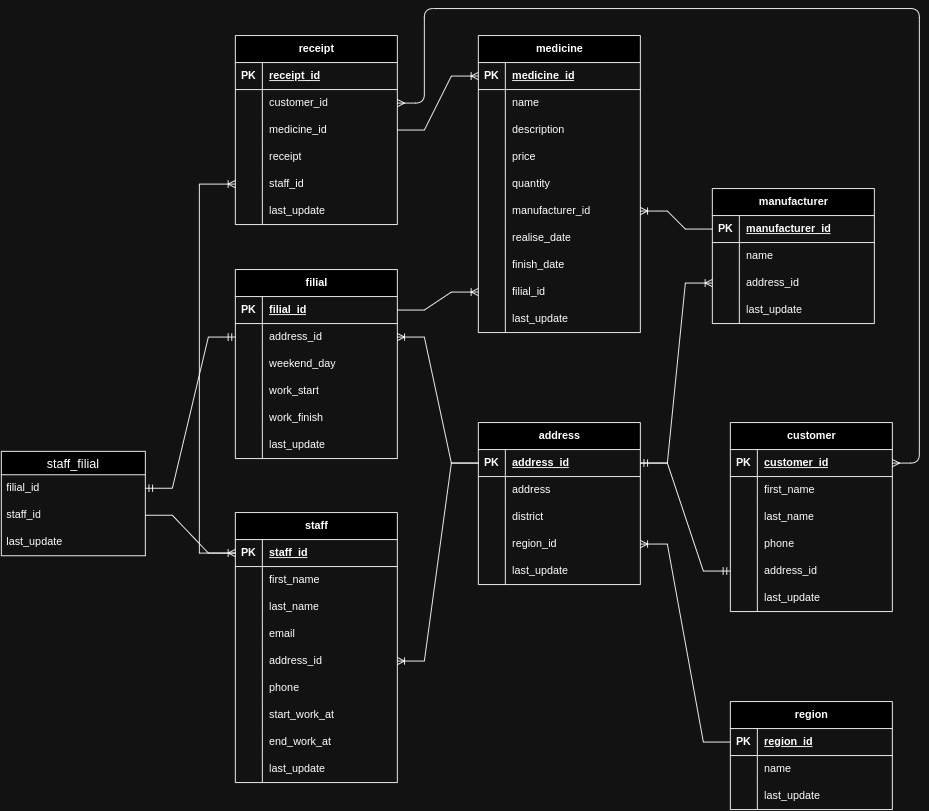 receipt
PK receipt_id
customer_id
medicine_id
receipt
staff_id
last_update
medicine
PK medicine_id
name
description
price
quantity
manufacturer_id
realise_date
finish_date
filial_id
last_update
manufacturer
PK manufacturer_id
name
address_id
last_update
filial
PK filial_id
address_id
weekend_day
work_start
work_finish
last_update
staff_filial
filial_id
staff_id
last_update
staff
PK staff_id
first_name
last_name
email
address_id
phone
start_work_at
end_work_at
last_update
address
PK address_id
address
district
region_id
last_update
customer
PK customer_id
first_name
last_name
phone
address_id
last_update
region
PK region_id
name
last_update